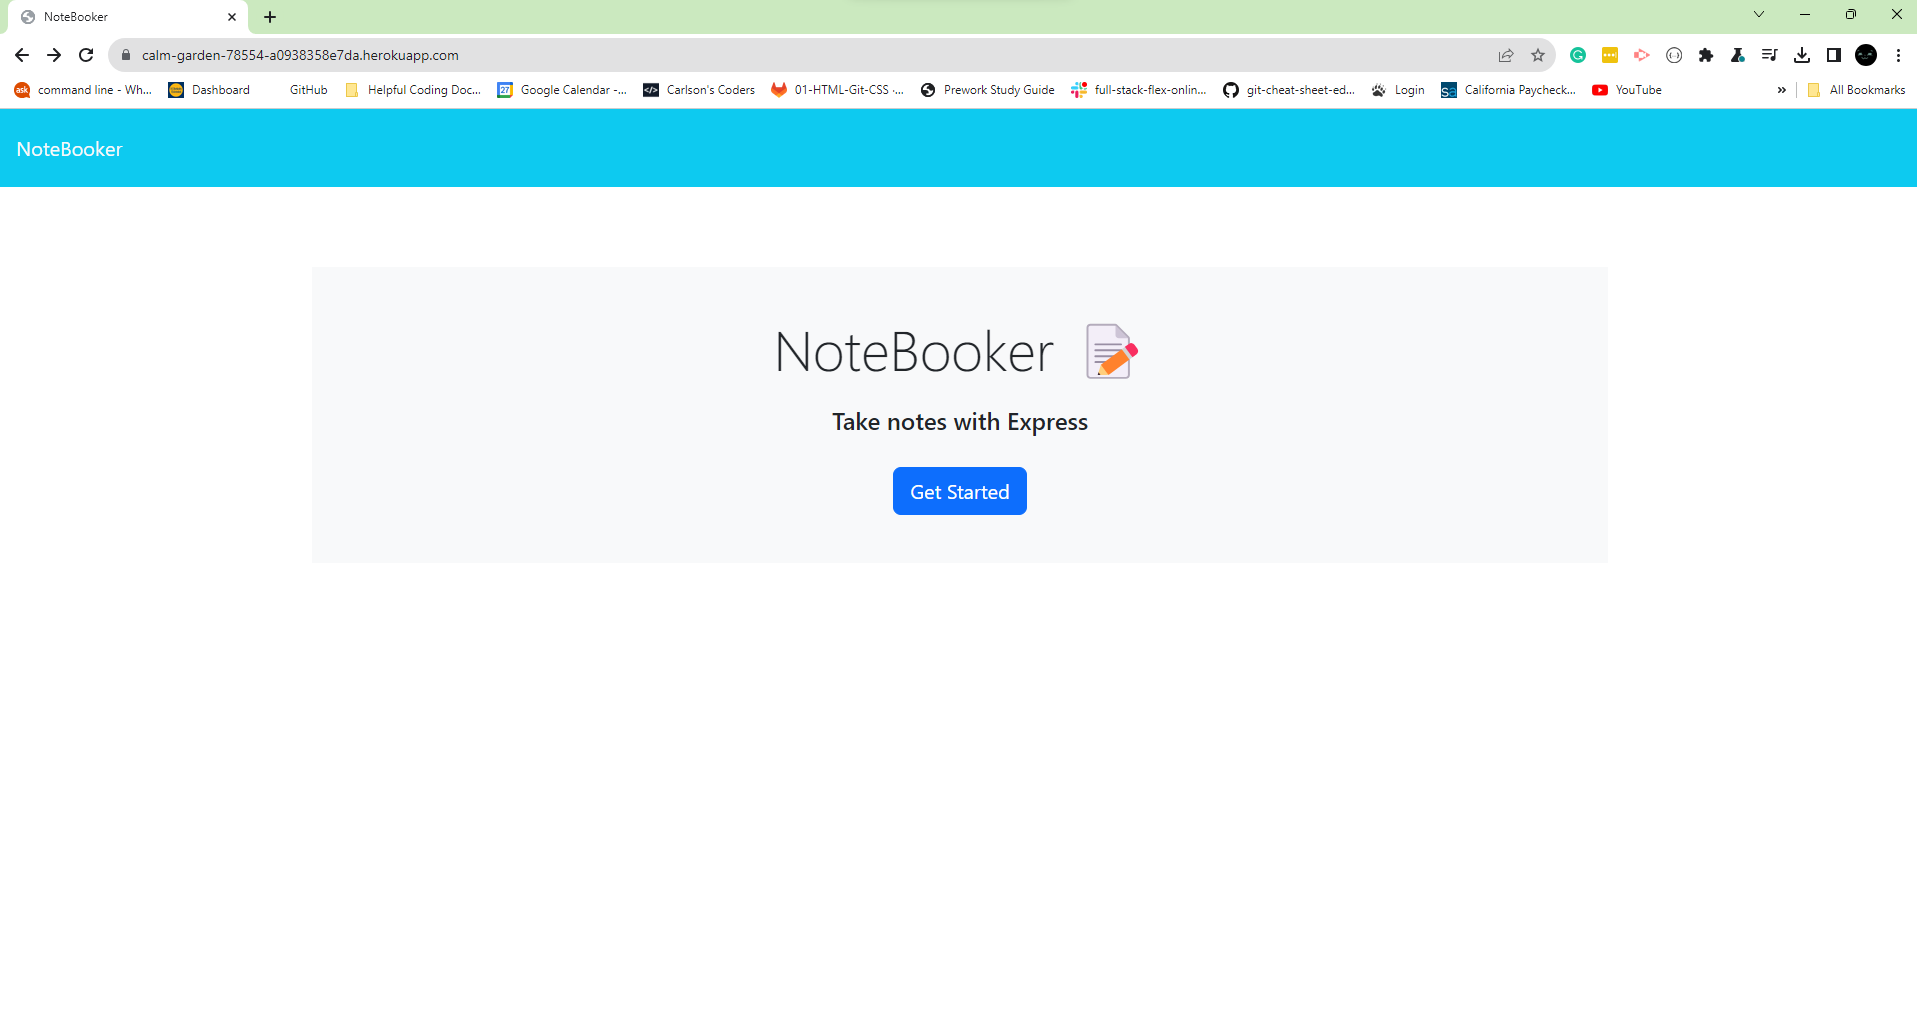 NoteBooker
calm-garden-78554-a0938358e7da.herokuapp.com
command line - Wh... Dashboard GitHub Helpful Coding Doc... Google Calendar -... Carlson's Coders 01-HTML-Git-CSS ·... Prework Study Guide full-stack-flex-onlin... git-cheat-sheet-ed... Login California Paycheck... YouTube » All Bookmarks
NoteBooker
NoteBooker
Take notes with Express
Get Started